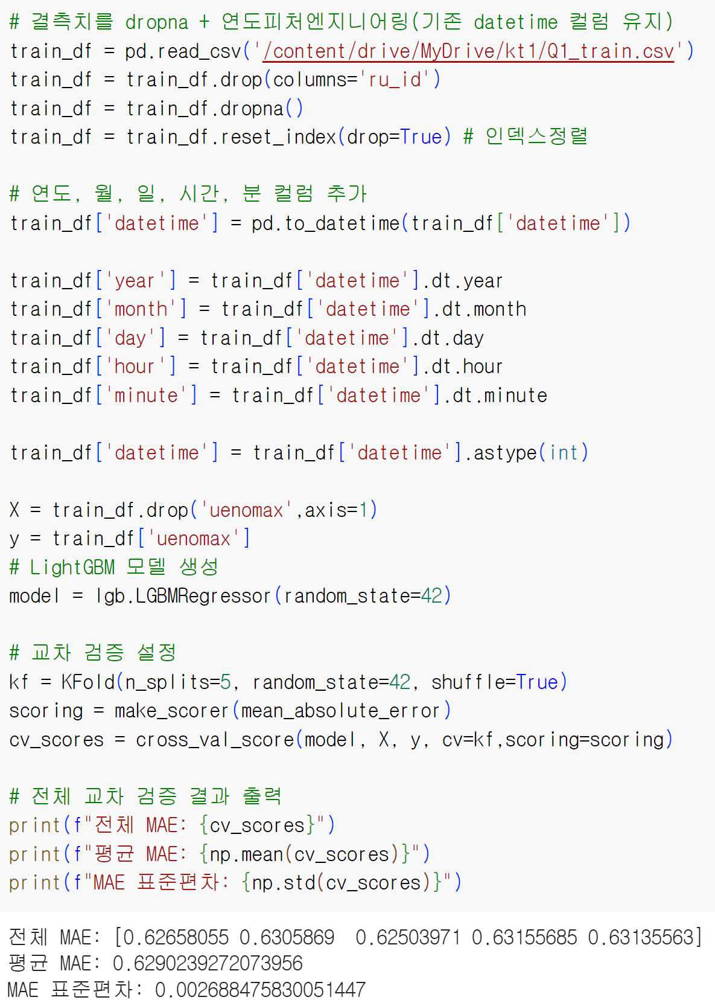 # 결측치를 dropna + 연도피처엔지니어링(기존 datetime 컬럼 유지)
train_df = pd.read_csv('/content/drive/MyDrive/kt1/Q1_train.csv')
train_df = train_df.drop(columns='ru_id')
train_df = train_df.dropna()
train_df = train_df.reset_index(drop=True) # 인덱스정렬
# 연도, 월, 일, 시간, 분 컬럼 추가
train_df['datetime'] = pd.to_datetime(train_df['datetime'])
train_df['year'] = train_df['datetime'].dt.year
train_df['month'] = train_df['datetime'].dt.month
train_df['day'] = train_df['datetime'].dt.day
train_df['hour'] = train_df['datetime'].dt.hour
train_df['minute'] = train_df['datetime'].dt.minute
train_df['datetime'] = train_df['datetime'].astype(int)
X = train_df.drop('uenomax',axis=1)
y = train_df['uenomax']
# LightGBM 모델 생성
model = lgb.LGBMRegressor(random_state=42)
# 교차 검증 설정
kf = KFold(n_splits=5, random_state=42, shuffle=True)
scoring = make_scorer(mean_absolute_error)
cv_scores = cross_val_score(model, X, y, cv=kf,scoring=scoring)
# 전체 교차 검증 결과 출력
print(f"전체 MAE: {cv_scores}")
print(f"평균 MAE: {np.mean(cv_scores)}")
print(f"MAE 표준편차: {np.std(cv_scores)}")
전체 MAE: [0.62658055 0.6305869  0.62503971 0.63155685 0.63135563]
평균 MAE: 0.6290239272073956
MAE 표준편차: 0.002688475830051447